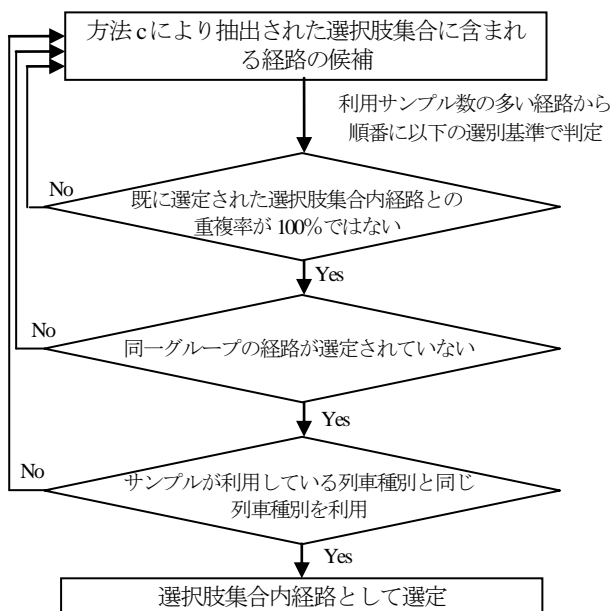 方法 c により抽出された選択肢集合に含まれ
る経路の候補
利用サンプル数の多い経路から
順番に以下の選別基準で判定
No
既に選定された選択肢集合内経路との
重複率が 100％ではない
Yes
No
同一グループの経路が選定されていない
Yes
No
サンプルが利用している列車種別と同じ
列車種別を利用
Yes
選択肢集合内経路として選定